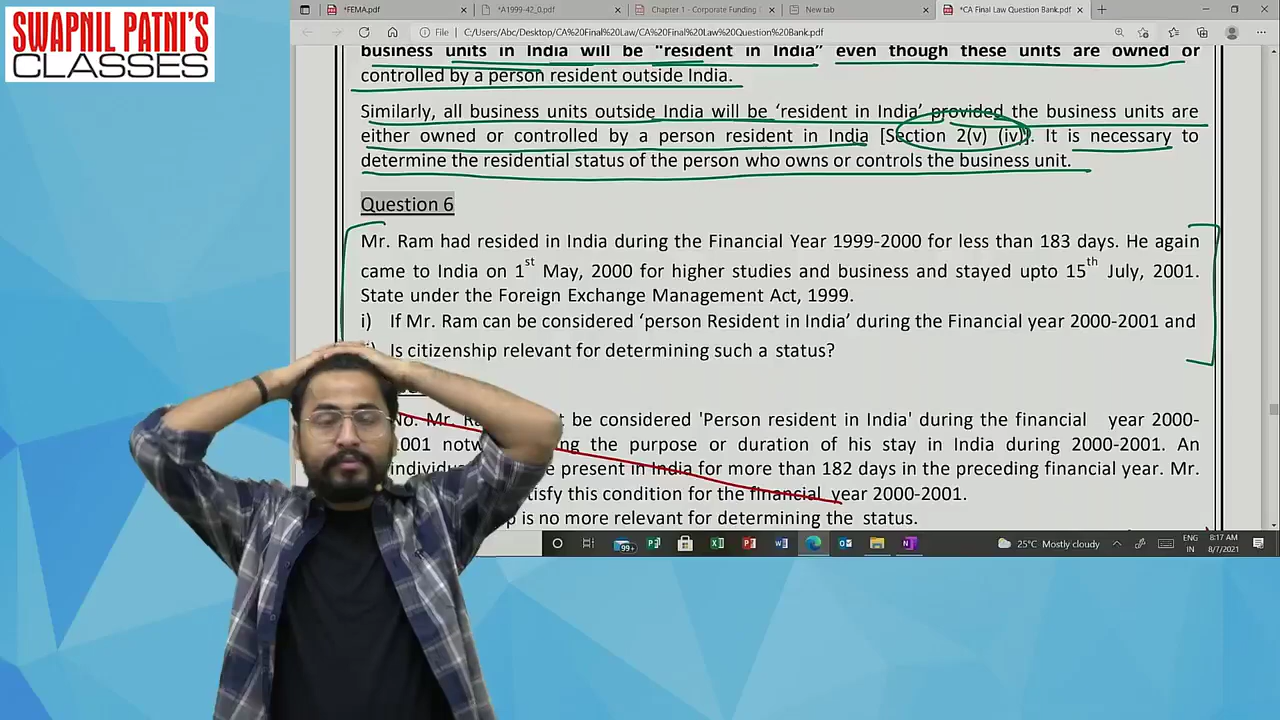 SWAPNIL PATNI'S
CLASSES
*FEMA.pdf
*A1999-42_0.pdf
Chapter 1 - Corporate Funding
New tab
*CA Final Law Question Bank.pdf
File | C:/Users/Abc/Desktop/CA%20Final%20Law/CA%20Final%20Law%20Question%20Bank.pdf
business units in India will be "resident in India" even though these units are owned or
controlled by a person resident outside India.
Similarly, all business units outside India will be 'resident in India' provided the business units are
either owned or controlled by a person resident in India [Section 2(v) (iv)]. It is necessary to
determine the residential status of the person who owns or controls the business unit.
Question 6
Mr. Ram had resided in India during the Financial Year 1999-2000 for less than 183 days. He again
came to India on 1st May, 2000 for higher studies and business and stayed upto 15th July, 2001.
State under the Foreign Exchange Management Act, 1999.
i) If Mr. Ram can be considered 'person Resident in India' during the Financial year 2000-2001 and
Is citizenship relevant for determining such a status?
No. Mr. be considered 'Person resident in India' during the financial year 2000-
the purpose or duration of his stay in India during 2000-2001. An
present in India for more than 182 days in the preceding financial year. Mr.
this condition for the financial year 2000-2001.
is no more relevant for determining the status.
99+
25°C Mostly cloudy
ENG
IN
8:17 AM
8/7/2021